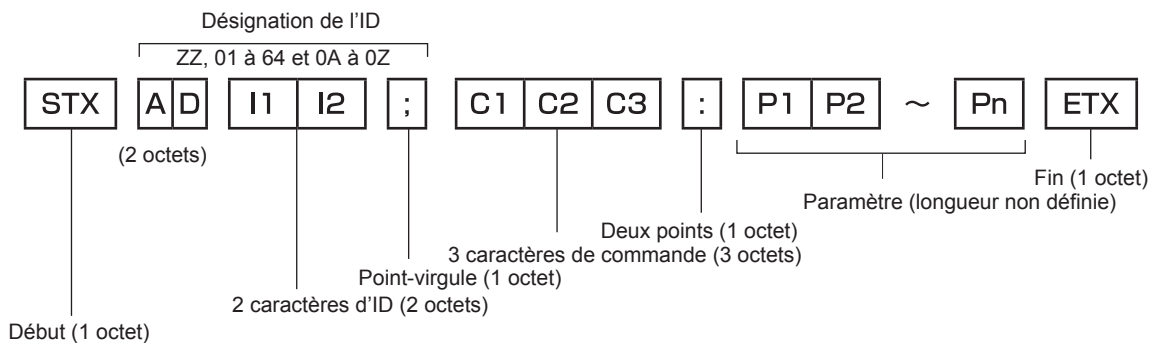 Désignation de l'ID
ZZ, 01 à 64 et 0A à 0Z
STX A D I1 I2 ; C1 C2 C3 : P1 P2 ～ Pn ETX
(2 octets)
Fin (1 octet)
Paramètre (longueur non définie)
Deux points (1 octet)
3 caractères de commande (3 octets)
Point-virgule (1 octet)
2 caractères d'ID (2 octets)
Début (1 octet)